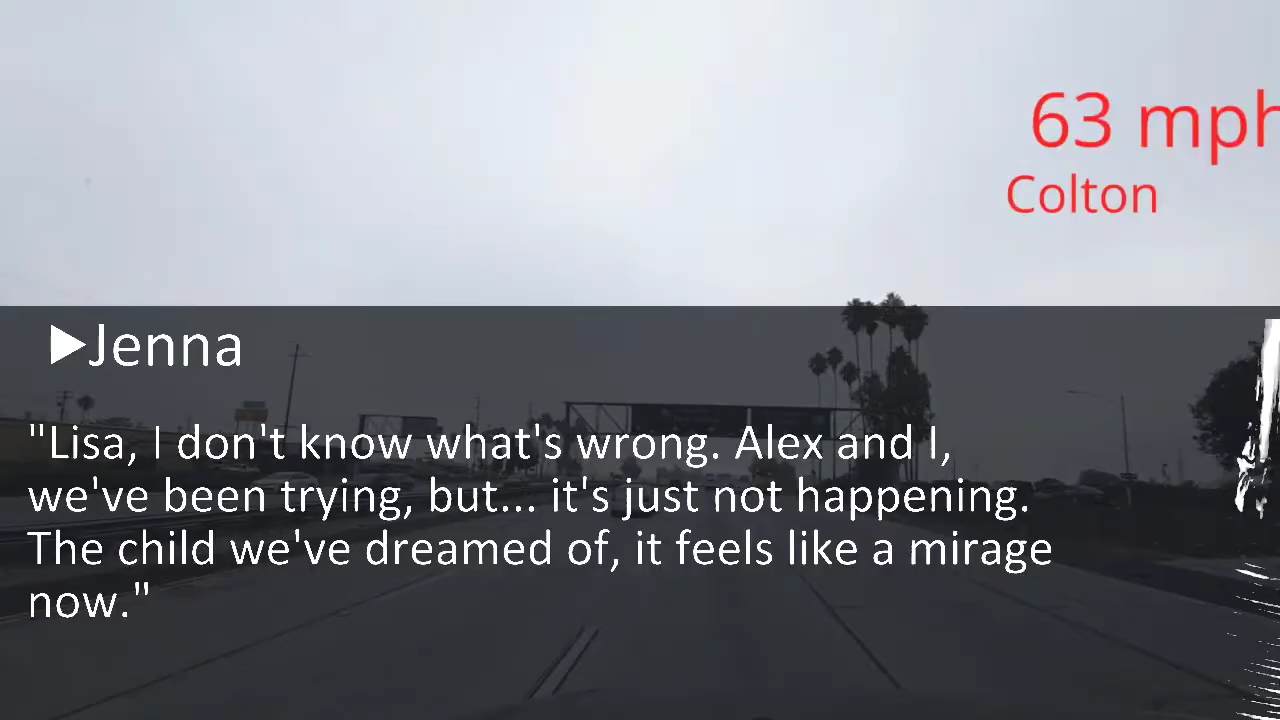 63 mph
Colton
▶Jenna
"Lisa, I don't know what's wrong. Alex and I,
we've been trying, but... it's just not happening.
The child we've dreamed of, it feels like a mirage
now."